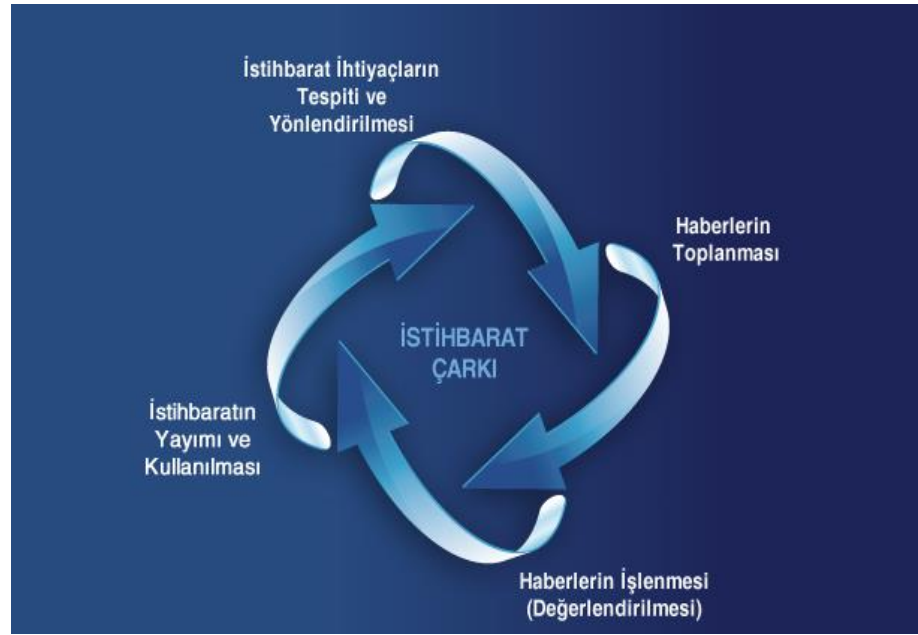 İstihbarat İhtiyaçların
Tespiti ve
Yönlendirilmesi
Haberlerin
Toplanması
İSTİHBARAT
ÇARKI
İstihbaratın
Yayımı ve
Kullanılması
Haberlerin İşlenmesi
(Değerlendirilmesi)